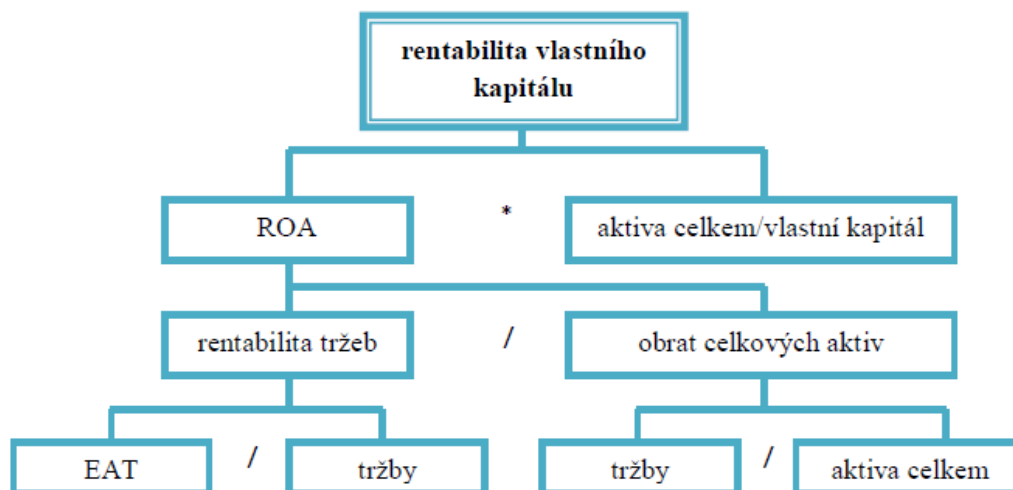 rentabilita vlastního
kapitálu
ROA * aktiva celkem/vlastní kapitál
rentabilita tržeb / obrat celkových aktiv
EAT / tržby tržby / aktiva celkem